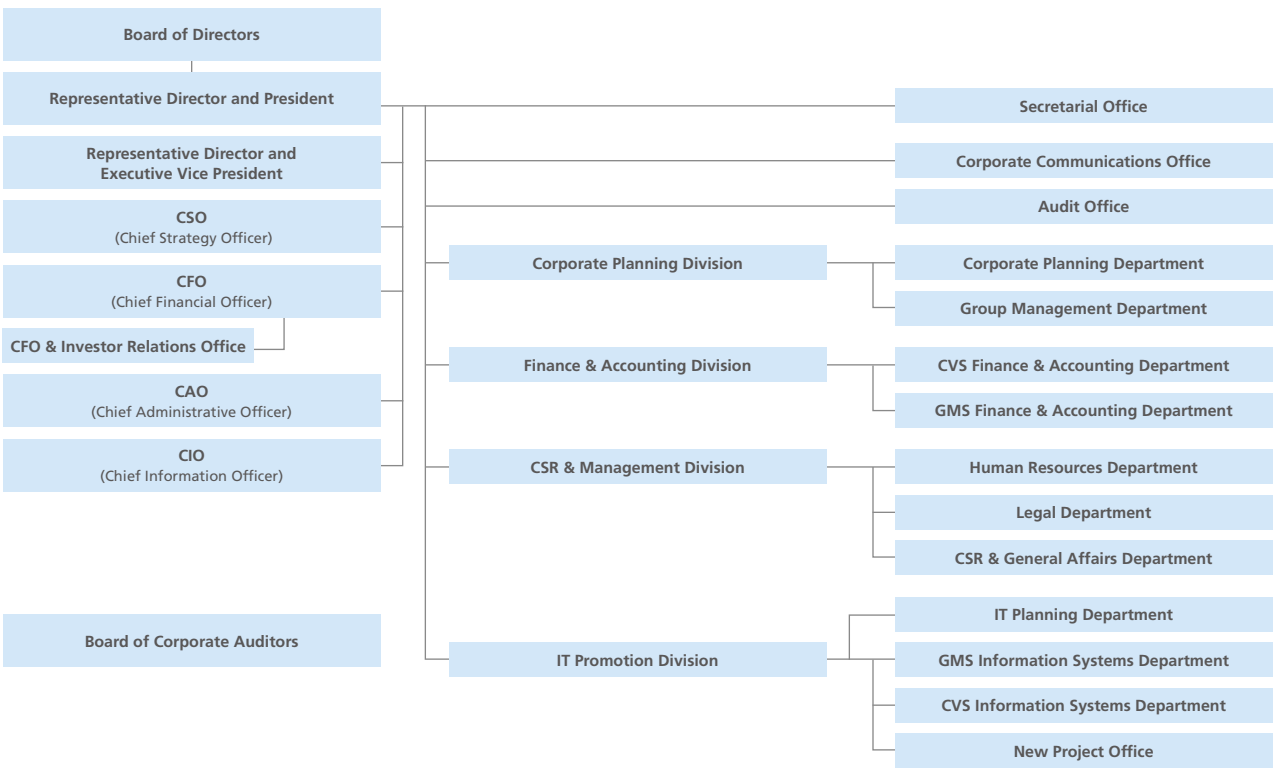 Board of Directors
Representative Director and President
Representative Director and
Executive Vice President
CSO
(Chief Strategy Officer)
CFO
(Chief Financial Officer)
CFO & Investor Relations Office
CAO
(Chief Administrative Officer)
CIO
(Chief Information Officer)
Board of Corporate Auditors
Corporate Planning Division
Finance & Accounting Division
CSR & Management Division
IT Promotion Division
Secretarial Office
Corporate Communications Office
Audit Office
Corporate Planning Department
Group Management Department
CVS Finance & Accounting Department
GMS Finance & Accounting Department
Human Resources Department
Legal Department
CSR & General Affairs Department
IT Planning Department
GMS Information Systems Department
CVS Information Systems Department
New Project Office